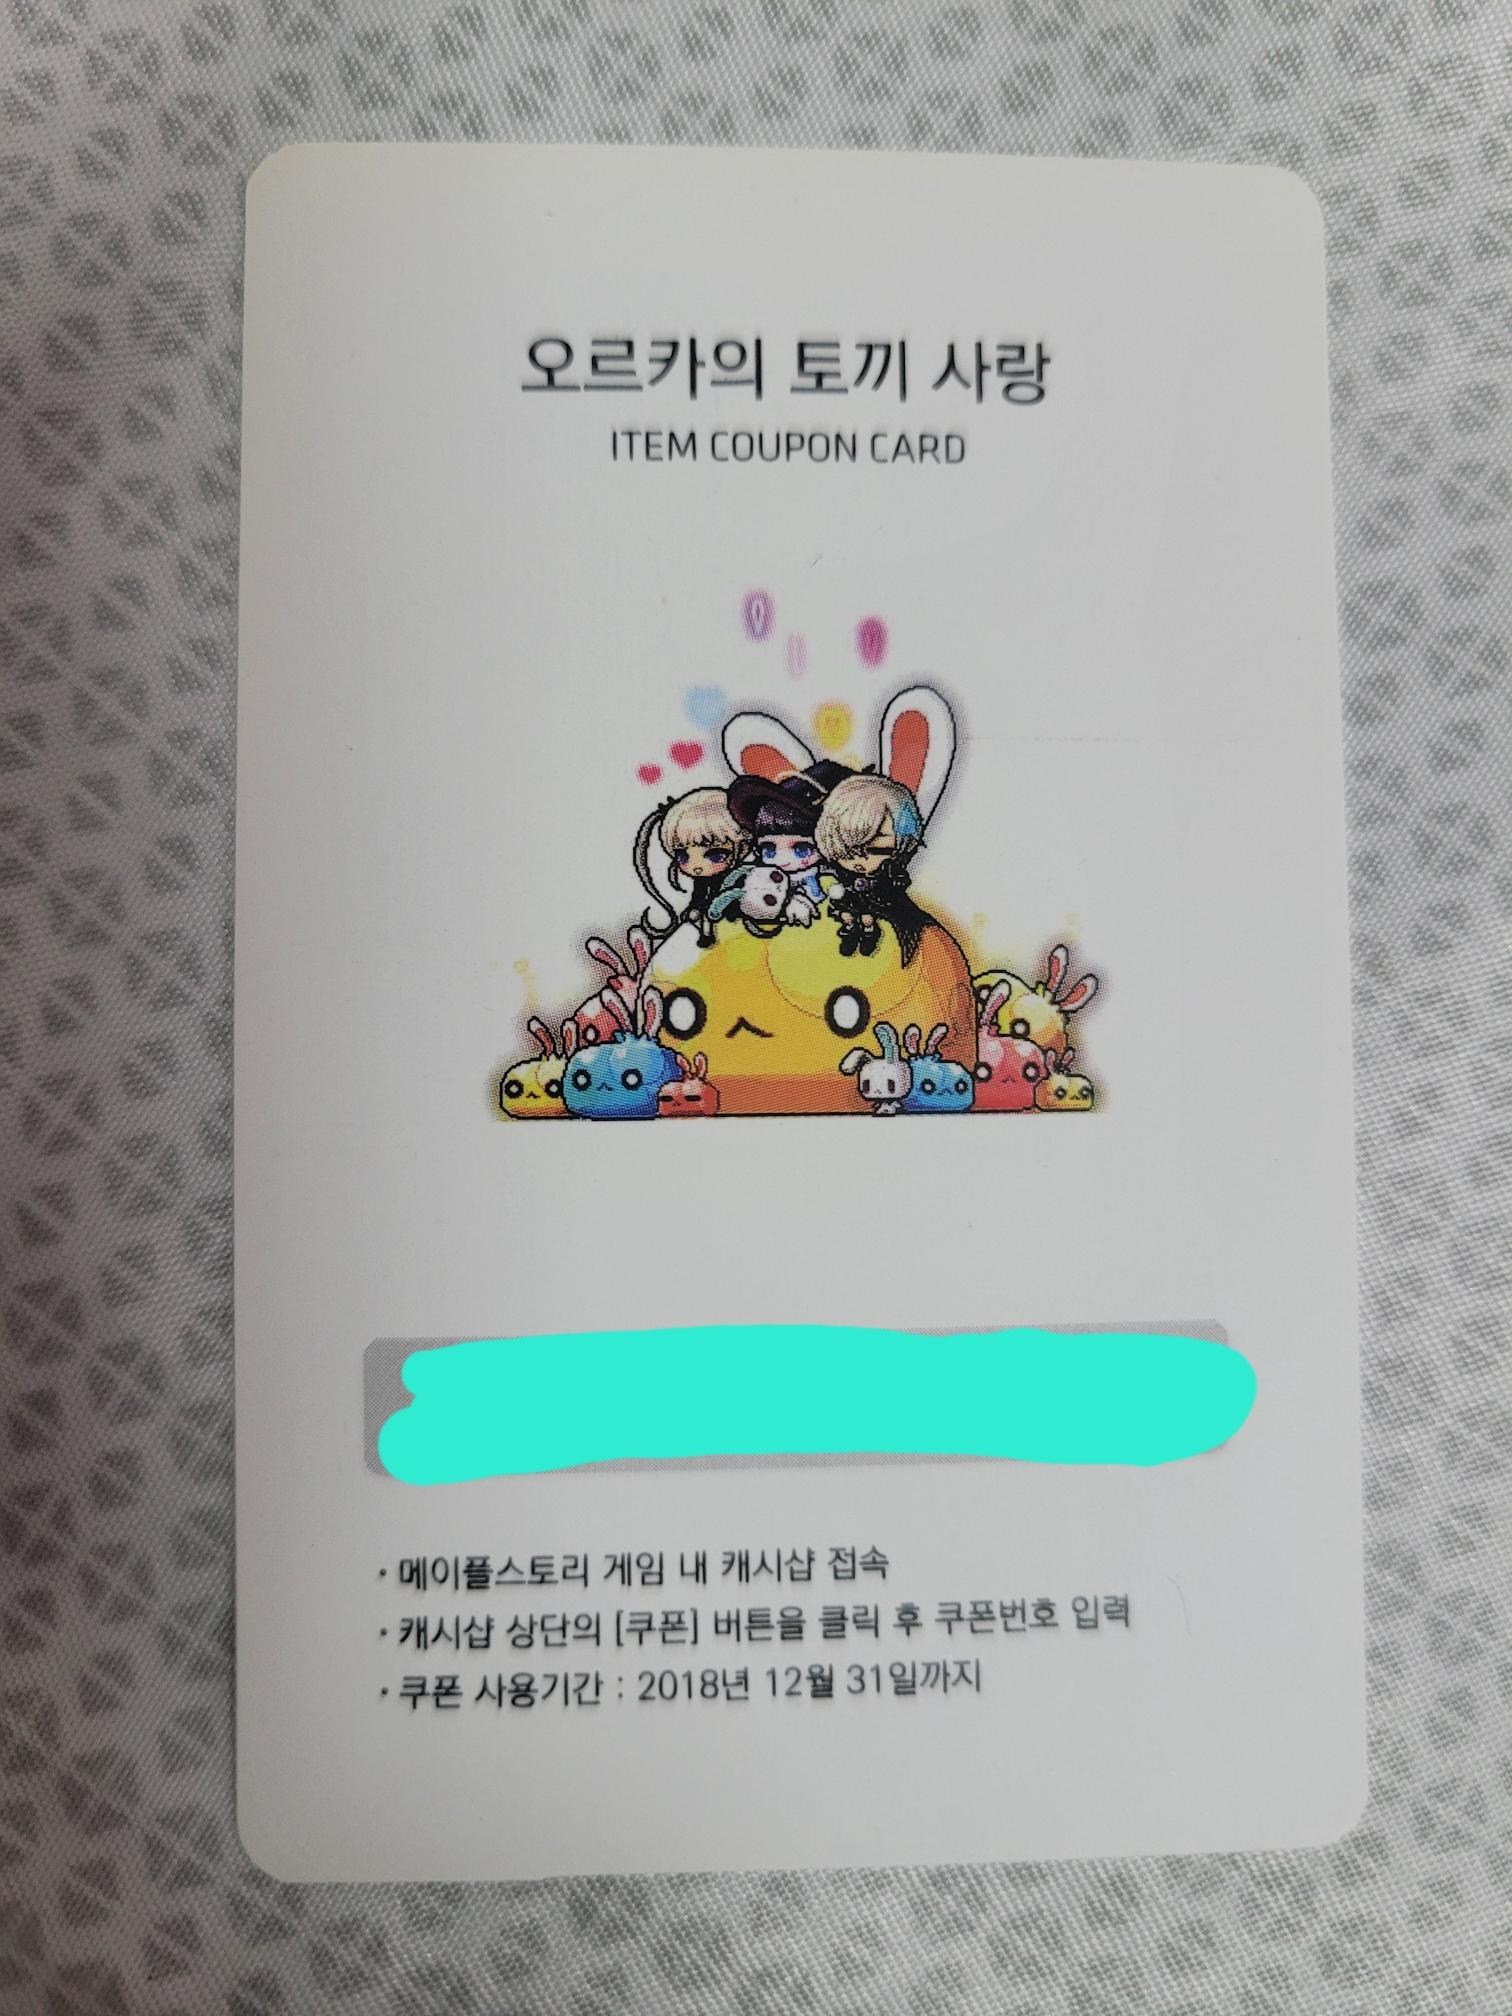 오르카의 토끼 사랑
ITEM COUPON CARD
· 메이플스토리 게임 내 캐시샵 접속
· 캐시샵 상단의 [쿠폰] 버튼을 클릭 후 쿠폰번호 입력
· 쿠폰 사용기간 : 2018년 12월 31일까지